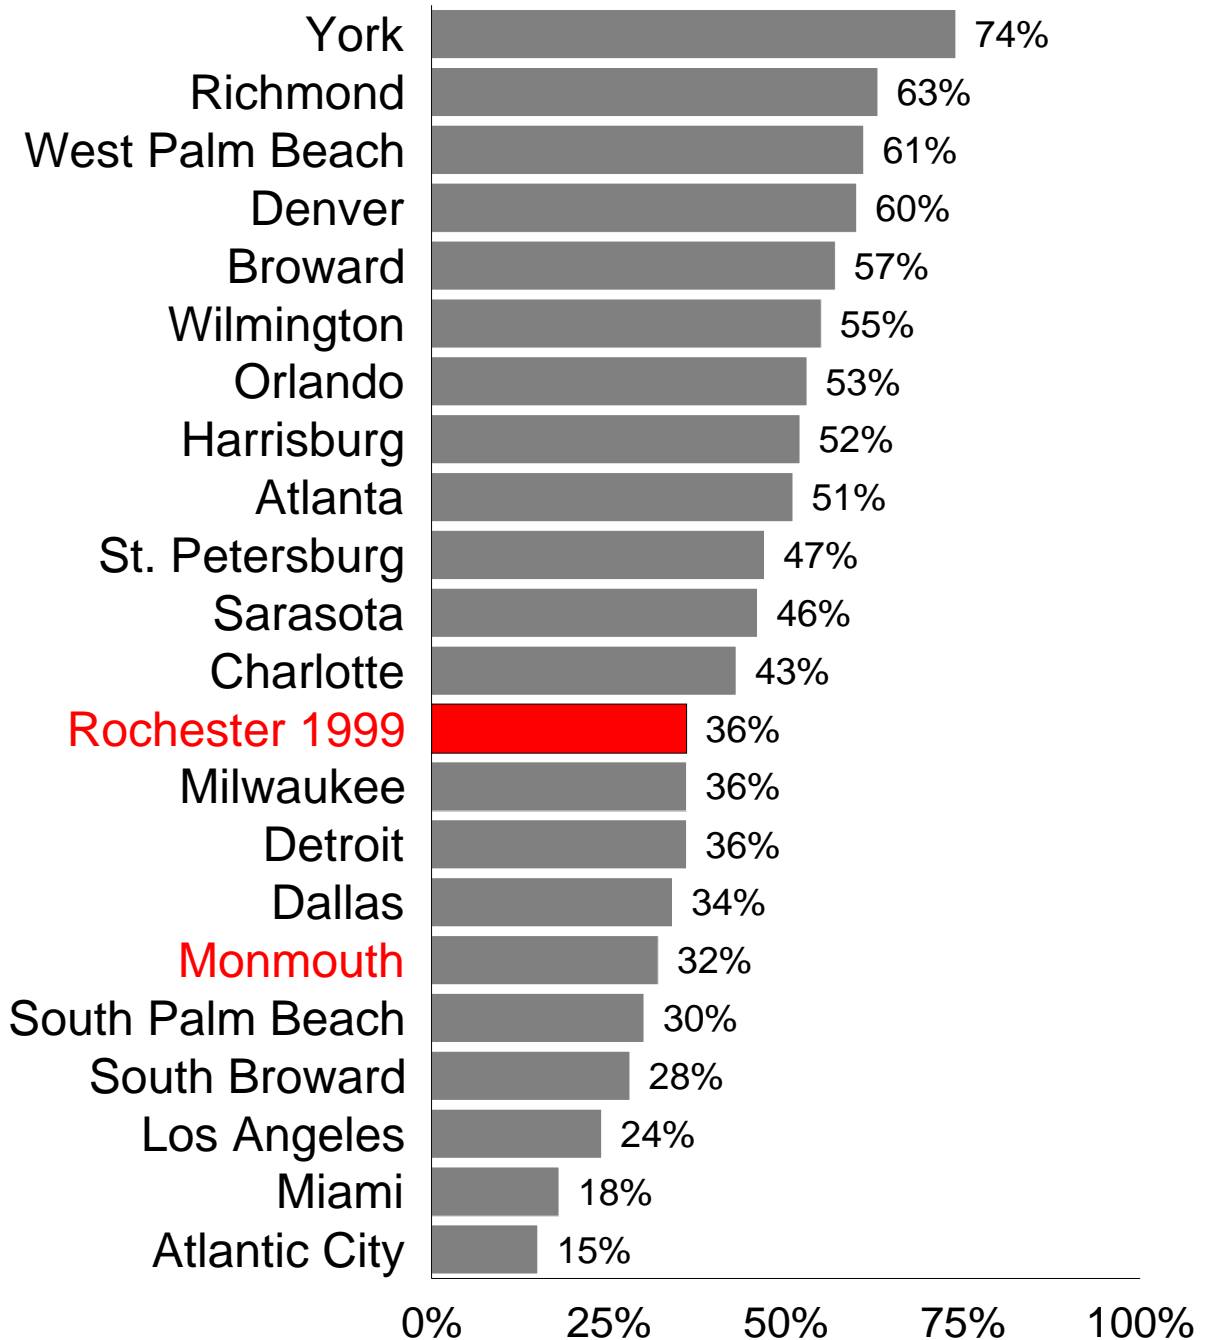 York 74%
Richmond 63%
West Palm Beach 61%
Denver 60%
Broward 57%
Wilmington 55%
Orlando 53%
Harrisburg 52%
Atlanta 51%
St. Petersburg 47%
Sarasota 46%
Charlotte 43%
Rochester 1999 36%
Milwaukee 36%
Detroit 36%
Dallas 34%
Monmouth 32%
South Palm Beach 30%
South Broward 28%
Los Angeles 24%
Miami 18%
Atlantic City 15%
0% 25% 50% 75% 100%